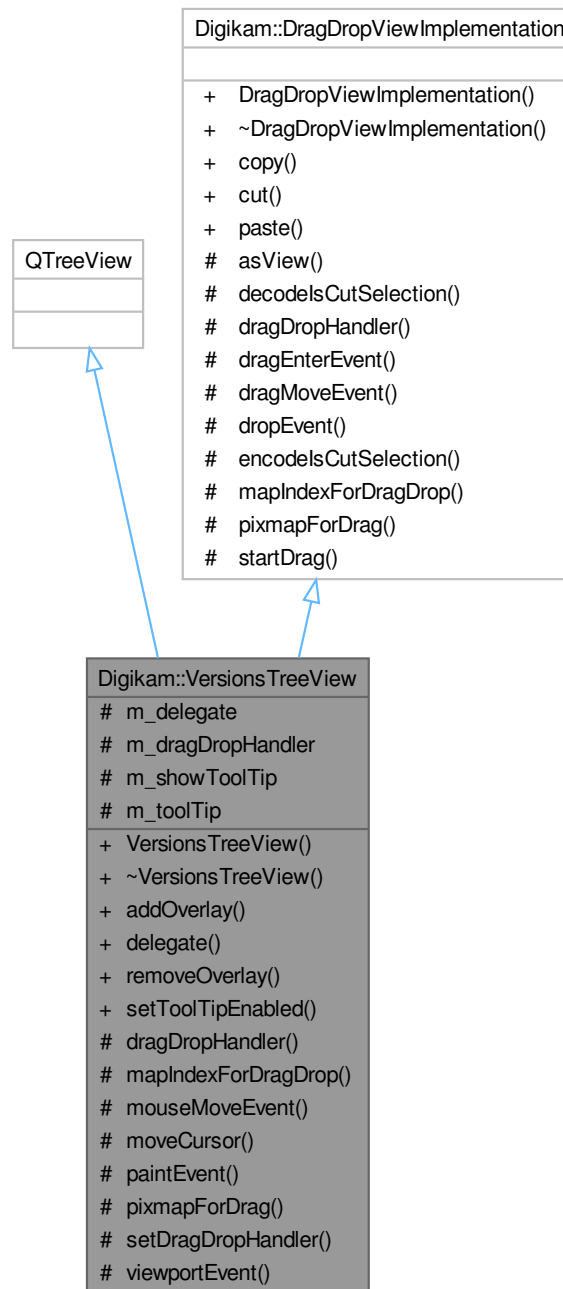 Digikam::DragDropViewImplementation
+ DragDropViewImplementation()
+ ~DragDropViewImplementation()
+ copy()
+ cut()
+ paste()
# asView()
# decodeIsCutSelection()
# dragDropHandler()
# dragEnterEvent()
# dragMoveEvent()
# dropEvent()
# encodeIsCutSelection()
# mapIndexForDragDrop()
# pixmapForDrag()
# startDrag()
QTreeView
Digikam::VersionsTreeView
# m_delegate
# m_dragDropHandler
# m_showToolTip
# m_toolTip
+ VersionsTreeView()
+ ~VersionsTreeView()
+ addOverlay()
+ delegate()
+ removeOverlay()
+ setToolTipEnabled()
# dragDropHandler()
# mapIndexForDragDrop()
# mouseMoveEvent()
# moveCursor()
# paintEvent()
# pixmapForDrag()
# setDragDropHandler()
# viewportEvent()